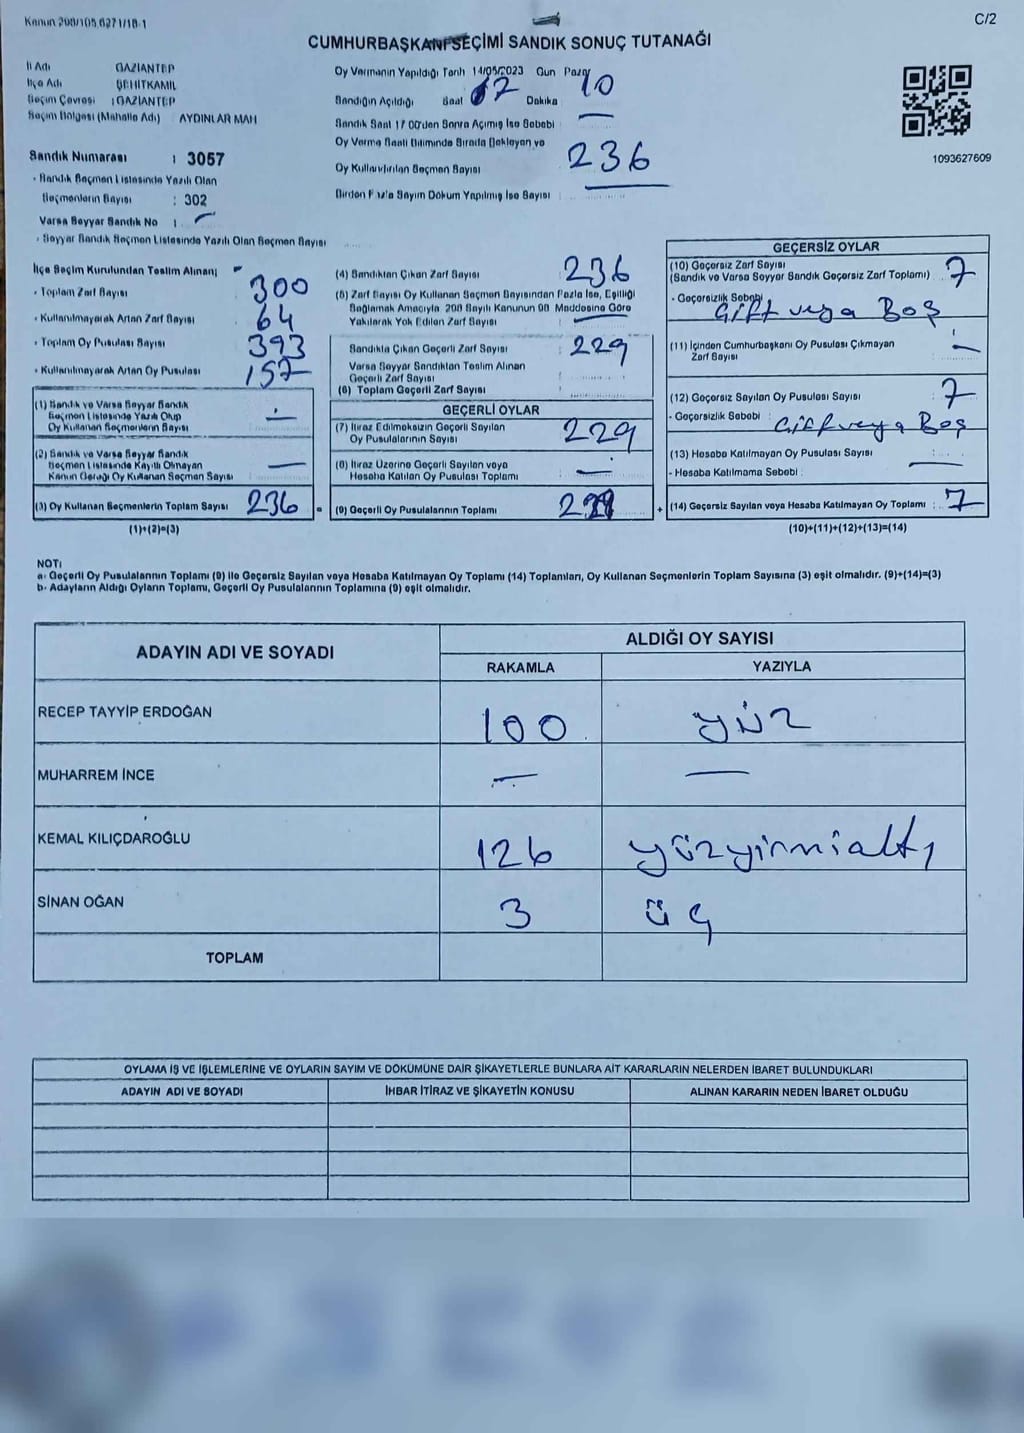 Kanun 298/105,6271/18-1
C/2
CUMHURBAŞKANI SEÇİMİ SANDIK SONUÇ TUTANAĞI
İl Adı GAZİANTEP
İlçe Adı ŞEHİTKAMİL
Seçim Çevresi : GAZİANTEP
Seçim Bölgesi (Mahalle Adı) AYDINLAR MAH
Sandık Numarası : 3057
- Sandık Seçmen Listesinde Yazılı Olan
Seçmenlerin Sayısı : 302
Varsa Seyyar Sandık No : -
- Seyyar Sandık Seçmen Listesinde Yazılı Olan Seçmen Sayısı
Oy Vermenin Yapıldığı Tarih 14/05/2023 Gün Pazar
Sandığın Açıldığı Saat 17 Dakika 10
Sandık Saat 17:00'den Sonra Açılmış İse Sebebi —
Oy Verme Saati Bitiminde Sırada Bekleyen ve
Oy Kullandırılan Seçmen Sayısı 236
Birden Fazla Sayım Döküm Yapılmış İse Sayısı —
1093627609
İlçe Seçim Kurulundan Teslim Alınan; -
- Toplam Zarf Sayısı 300
- Kullanılmayarak Artan Zarf Sayısı 64
- Toplam Oy Pusulası Sayısı 393
- Kullanılmayarak Artan Oy Pusulası 157
(1) Sandık ve Varsa Seyyar Sandık
Seçmen Listesinde Yazılı Olup
Oy Kullanan Seçmenlerin Sayısı —
(2) Sandık ve Varsa Seyyar Sandık
Seçmen Listesinde Kayıtlı Olmayan
Kanun Gereği Oy Kullanan Seçmen Sayısı —
(3) Oy Kullanan Seçmenlerin Toplam Sayısı 236
(1)+(2)=(3)
(4) Sandıktan Çıkan Zarf Sayısı 236
(5) Zarf Sayısı Oy Kullanan Seçmen Sayısından Fazla İse, Eşitliği
Sağlamak Amacıyla 298 Sayılı Kanunun 98 Maddesine Göre
Yakılarak Yok Edilen Zarf Sayısı —
Sandıkta Çıkan Geçerli Zarf Sayısı 229
Varsa Seyyar Sandıktan Teslim Alınan
Geçerli Zarf Sayısı
(6) Toplam Geçerli Zarf Sayısı
GEÇERLİ OYLAR
(7) İtiraz Edilmeksizin Geçerli Sayılan
Oy Pusulalarının Sayısı 229
(8) İtiraz Üzerine Geçerli Sayılan veya
Hesaba Katılan Oy Pusulası Toplamı —
= (9) Geçerli Oy Pusulalarının Toplamı 229
GEÇERSİZ OYLAR
(10) Geçersiz Zarf Sayısı
(Sandık ve Varsa Seyyar Sandık Geçersiz Zarf Toplamı) 7
- Geçersizlik Sebebi Çift veya Boş
(11) İçinden Cumhurbaşkanı Oy Pusulası Çıkmayan
Zarf Sayısı —
(12) Geçersiz Sayılan Oy Pusulası Sayısı 7
- Geçersizlik Sebebi : Çift veya Boş
(13) Hesaba Katılmayan Oy Pusulası Sayısı —
- Hesaba Katılmama Sebebi
+ (14) Geçersiz Sayılan veya Hesaba Katılmayan Oy Toplamı : 7
(10)+(11)+(12)+(13)=(14)
NOT:
a- Geçerli Oy Pusulalarının Toplamı (9) ile Geçersiz Sayılan veya Hesaba Katılmayan Oy Toplamı (14) Toplamları, Oy Kullanan Seçmenlerin Toplam Sayısına (3) eşit olmalıdır. (9)+(14)=(3)
b- Adayların Aldığı Oyların Toplamı, Geçerli Oy Pusulalarının Toplamına (9) eşit olmalıdır.
ADAYIN ADI VE SOYADI ALDIĞI OY SAYISI
RAKAMLA YAZIYLA
RECEP TAYYİP ERDOĞAN 100 yüz
MUHARREM İNCE — —
KEMAL KILIÇDAROĞLU 126 yüzyirmialtı
SİNAN OĞAN 3 üç
TOPLAM
OYLAMA İŞ VE İŞLEMLERİNE VE OYLARIN SAYIM VE DÖKÜMÜNE DAİR ŞİKAYETLERLE BUNLARA AİT KARARLARIN NELERDEN İBARET BULUNDUKLARI
ADAYIN ADI VE SOYADI İHBAR İTİRAZ VE ŞİKAYETİN KONUSU ALINAN KARARIN NEDEN İBARET OLDUĞU